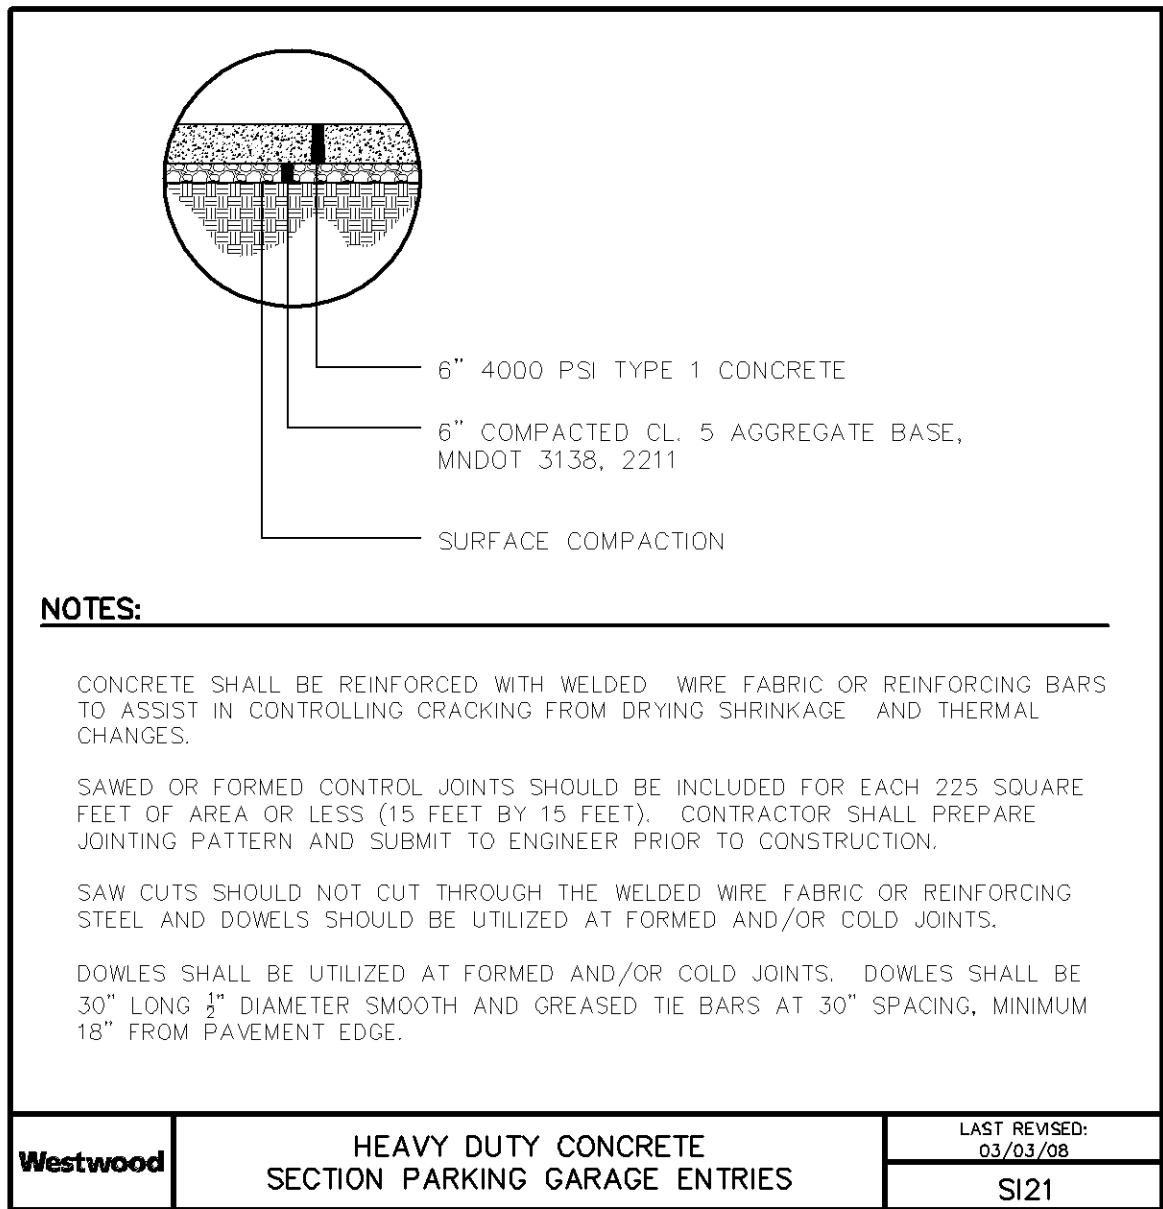 6" 4000 PSI TYPE 1 CONCRETE
6" COMPACTED CL. 5 AGGREGATE BASE,
MNDOT 3138, 2211
SURFACE COMPACTION
NOTES:
CONCRETE SHALL BE REINFORCED WITH WELDED WIRE FABRIC OR REINFORCING BARS
TO ASSIST IN CONTROLLING CRACKING FROM DRYING SHRINKAGE AND THERMAL
CHANGES.
SAWED OR FORMED CONTROL JOINTS SHOULD BE INCLUDED FOR EACH 225 SQUARE
FEET OF AREA OR LESS (15 FEET BY 15 FEET). CONTRACTOR SHALL PREPARE
JOINTING PATTERN AND SUBMIT TO ENGINEER PRIOR TO CONSTRUCTION.
SAW CUTS SHOULD NOT CUT THROUGH THE WELDED WIRE FABRIC OR REINFORCING
STEEL AND DOWELS SHOULD BE UTILIZED AT FORMED AND/OR COLD JOINTS.
DOWLES SHALL BE UTILIZED AT FORMED AND/OR COLD JOINTS. DOWLES SHALL BE
30" LONG ½" DIAMETER SMOOTH AND GREASED TIE BARS AT 30" SPACING, MINIMUM
18" FROM PAVEMENT EDGE.
Westwood
HEAVY DUTY CONCRETE
SECTION PARKING GARAGE ENTRIES
LAST REVISED:
03/03/08
SI21